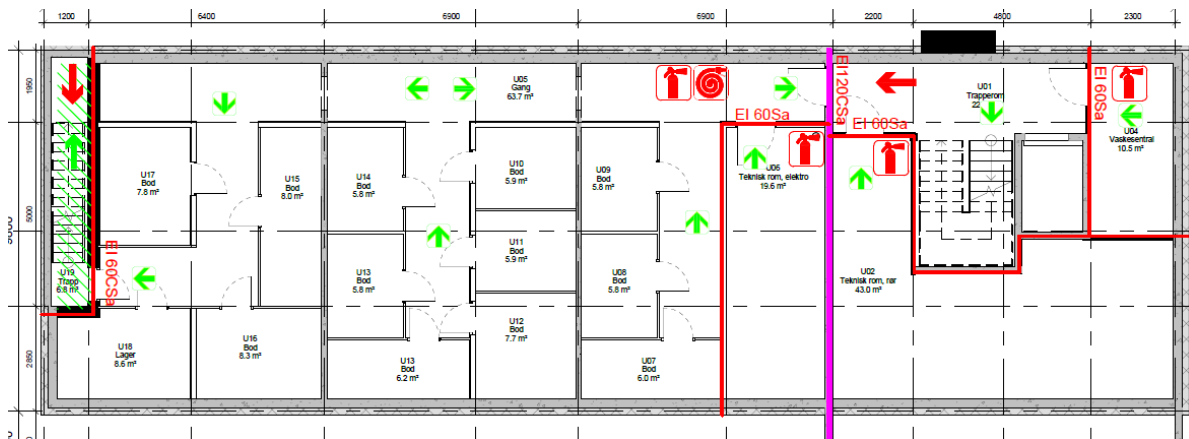 1200
6400
6900
6900
2200
4800
2300
1950
5000
2850
U05
Gang
63.7 m²
U01
Trapperom
22
U04
Vaskesentral
10.5 m²
EI 60Sa
EI120CSa
EI 60Sa
EI 60Sa
U17
Bod
7.8 m²
U15
Bod
8.0 m²
U14
Bod
5.8 m²
U10
Bod
5.9 m²
U09
Bod
5.8 m²
U06
Teknisk rom, elektro
19.6 m²
U11
Bod
5.9 m²
U19
Trapp
6.8 m²
EI 60CSa
U13
Bod
5.8 m²
U08
Bod
5.8 m²
U02
Teknisk rom, rør
43.0 m²
U18
Lager
8.6 m²
U16
Bod
8.3 m²
U12
Bod
7.7 m²
U13
Bod
6.2 m²
U07
Bod
6.0 m²